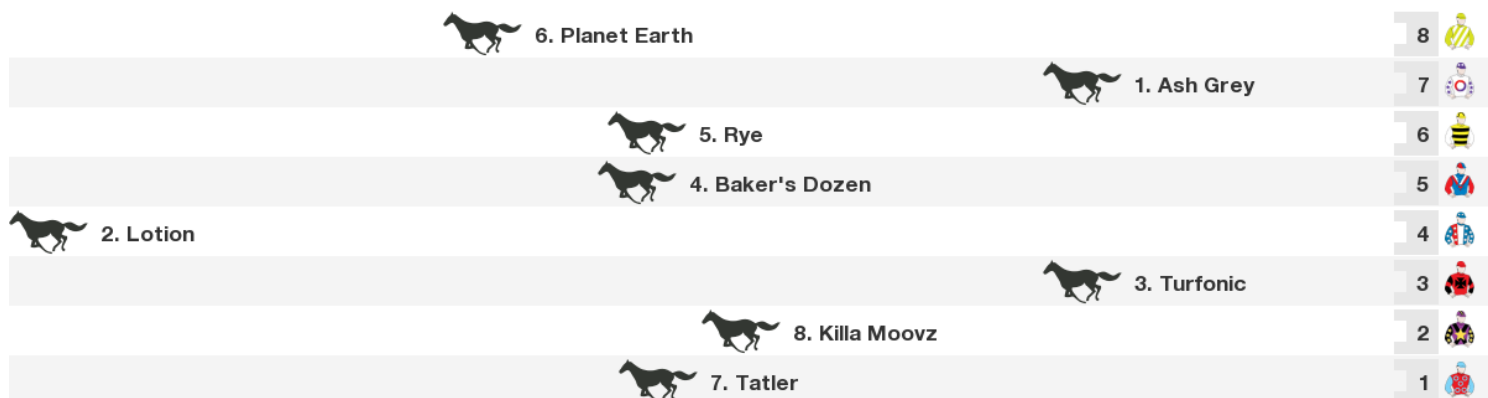 6. Planet Earth 8
1. Ash Grey 7
5. Rye 6
4. Baker's Dozen 5
2. Lotion 4
3. Turfonic 3
8. Killa Moovz 2
7. Tatler 1